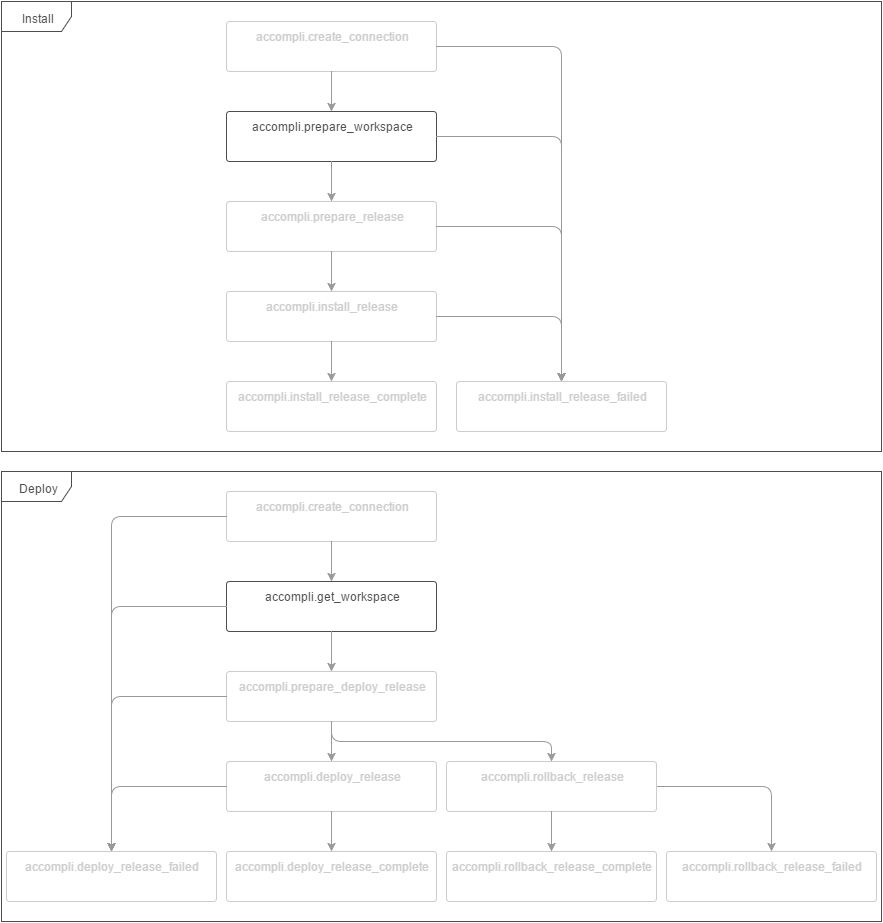 Install
accompli.create_connection
accompli.prepare_workspace
accompli.prepare_release
accompli.install_release
accompli.install_release_complete
accompli.install_release_failed
Deploy
accompli.create_connection
accompli.get_workspace
accompli.prepare_deploy_release
accompli.deploy_release
accompli.rollback_release
accompli.deploy_release_failed
accompli.deploy_release_complete
accompli.rollback_release_complete
accompli.rollback_release_failed